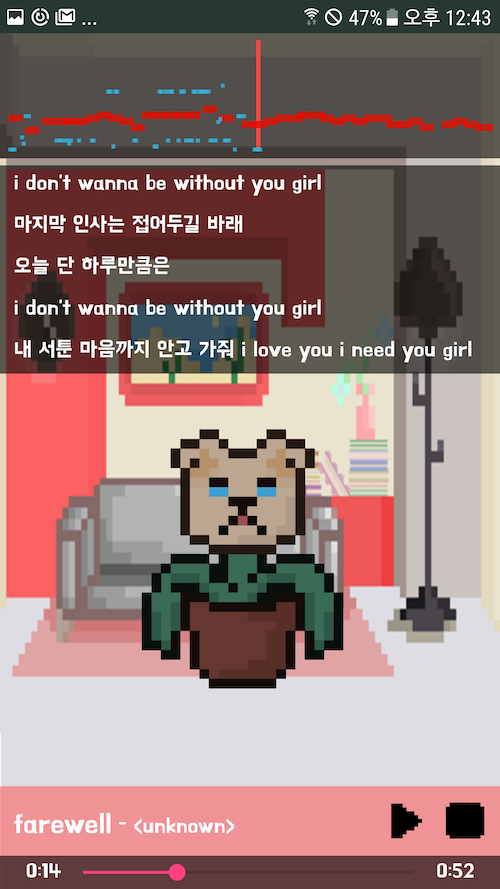 ... 47% 오후 12:43
i don't wanna be without you girl
마지막 인사는 접어두길 바래
오늘 단 하루만큼은
i don't wanna be without you girl
내 서툰 마음까지 안고 가줘 i love you i need you girl
farewell - <unknown>
0:14 0:52